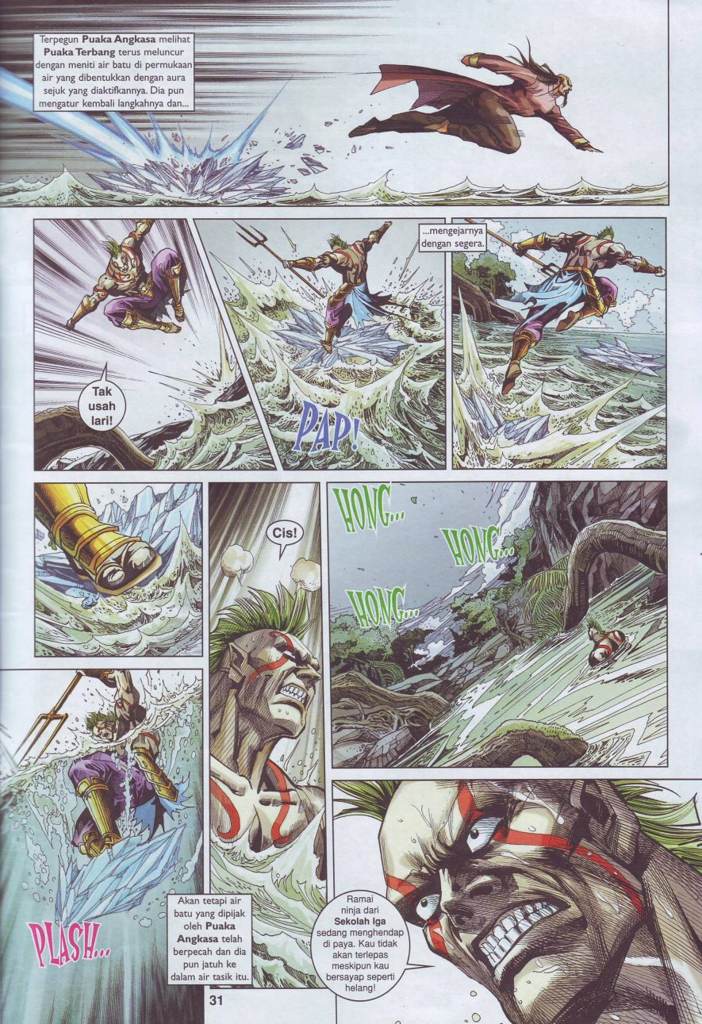 Terpegun Puaka Angkasa melihat
Puaka Terbang terus meluncur
dengan meniti air batu di permukaan
air yang dibentukkan dengan aura
sejuk yang diaktifkannya. Dia pun
mengatur kembali langkahnya dan...
...mengejarnya
dengan segera.
Tak
usah
lari!
PAP!
Cis!
HONG...
HONG...
HONG...
PLASH...
Akan tetapi air
batu yang dipijak
oleh Puaka
Angkasa telah
berpecah dan dia
pun jatuh ke
dalam air tasik itu.
Ramai
ninja dari
Sekolah Iga
sedang menghendap
di paya. Kau tidak
akan terlepas
meskipun kau
bersayap seperti
helang!
31